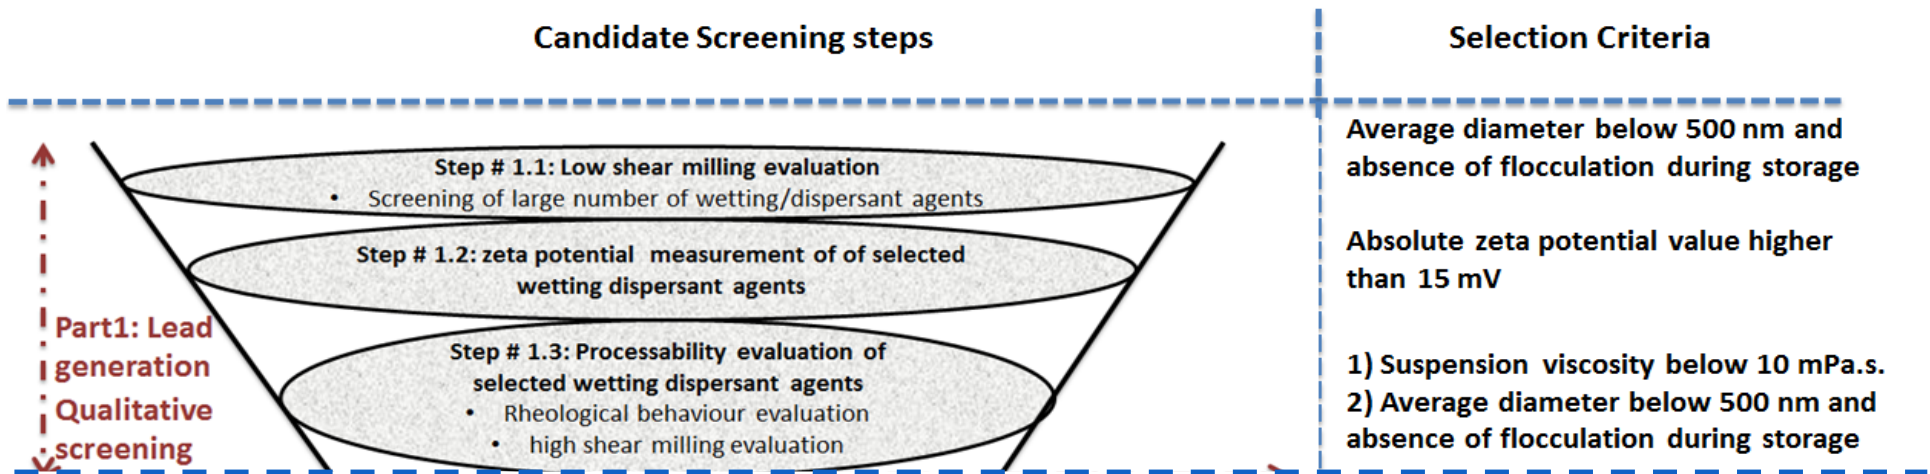 Candidate Screening steps
Selection Criteria
Step # 1.1: Low shear milling evaluation
• Screening of large number of wetting/dispersant agents
Average diameter below 500 nm and
absence of flocculation during storage
Step # 1.2: zeta potential measurement of of selected
wetting dispersant agents
Absolute zeta potential value higher
than 15 mV
Part1: Lead
generation
Qualitative
screening
Step # 1.3: Processability evaluation of
selected wetting dispersant agents
• Rheological behaviour evaluation
• high shear milling evaluation
1) Suspension viscosity below 10 mPa.s.
2) Average diameter below 500 nm and
absence of flocculation during storage